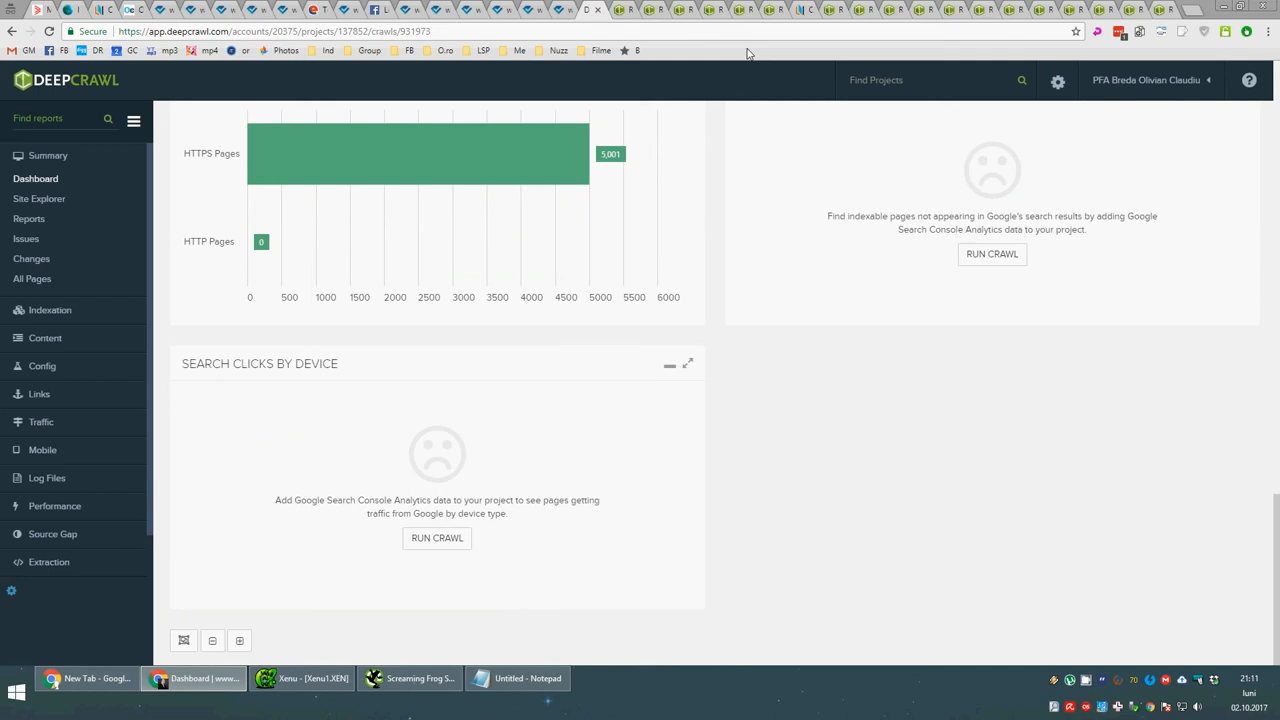 Secure
https://app.deepcrawl.com/accounts/20375/projects/137852/crawls/931973
GM
FB
DR
mp3
mp4
or
Photos
Ind
Group
FB
O.ro
LSP
Me
Nuzz
Filme
B
DEEPCRAWL
Find Projects
PFA Breda Olivian Claudiu
Find reports
Summary
Dashboard
Site Explorer
Reports
Issues
Changes
All Pages
Indexation
Content
Config
Links
Traffic
Mobile
Log Files
Performance
Source Gap
Extraction
HTTPS Pages
5,001
HTTP Pages
0
0 500 1000 1500 2000 2500 3000 3500 4000 4500 5000 5500 6000
Find indexable pages not appearing in Google's search results by adding Google
Search Console Analytics data to your project.
RUN CRAWL
SEARCH CLICKS BY DEVICE
Add Google Search Console Analytics data to your project to see pages getting
traffic from Google by device type.
RUN CRAWL
New Tab - Googl...
Dashboard | www...
Xenu - [Xenu1.XEN]
Screaming Frog S...
Untitled - Notepad
70
21:11
luni
02.10.2017